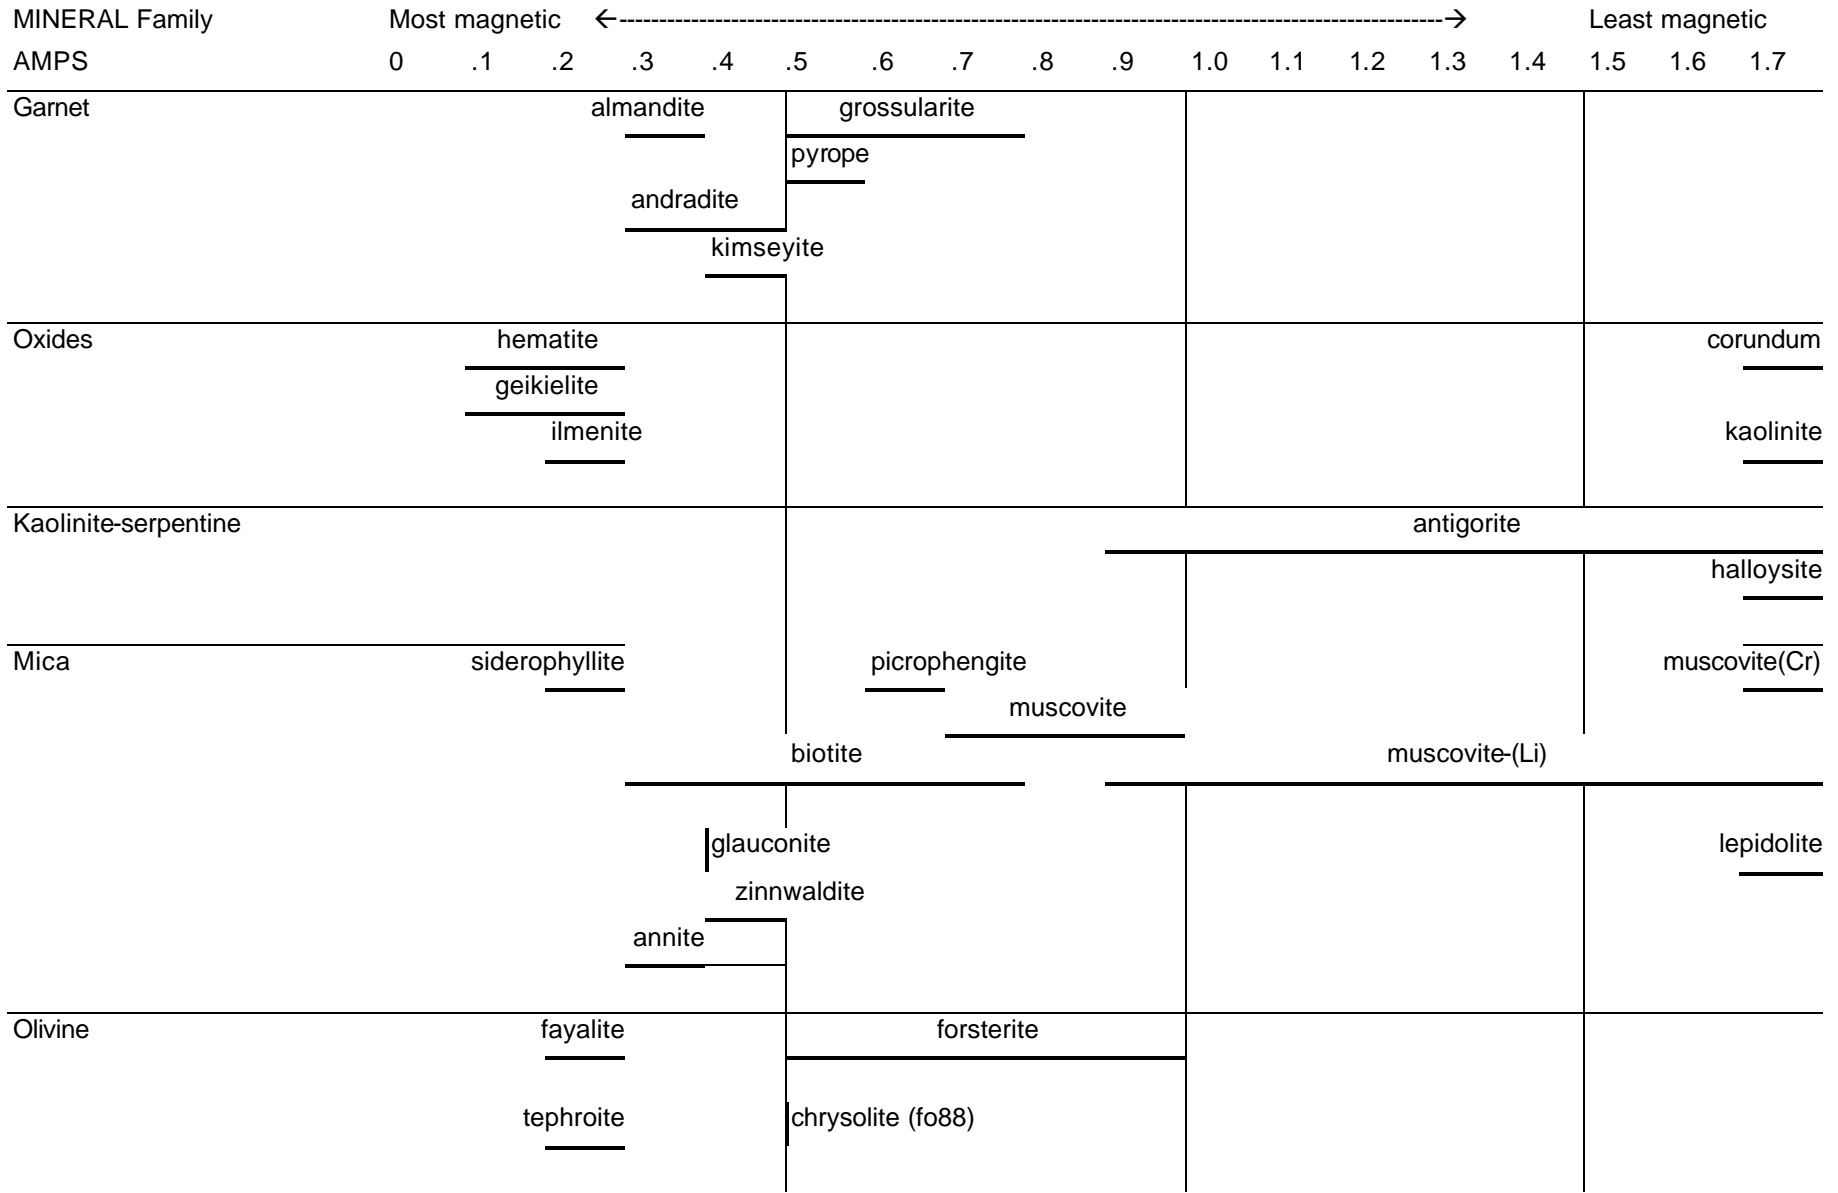 MINERAL Family Most magnetic ←-------------------------------------------------------------------------------------------------------→ Least magnetic
AMPS 0 .1 .2 .3 .4 .5 .6 .7 .8 .9 1.0 1.1 1.2 1.3 1.4 1.5 1.6 1.7
Garnet almandite grossularite
pyrope
andradite
kimseyite
Oxides hematite corundum
geikielite
ilmenite kaolinite
Kaolinite-serpentine antigorite
halloysite
Mica siderophyllite picrophengite muscovite(Cr)
muscovite
biotite muscovite-(Li)
glauconite lepidolite
zinnwaldite
annite
Olivine fayalite forsterite
tephroite chrysolite (fo88)